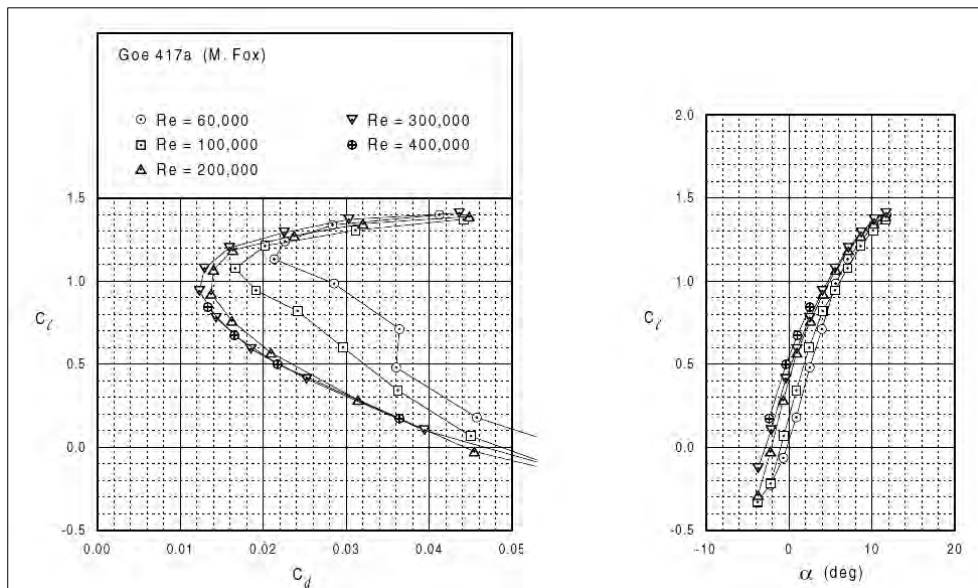 Goe 417a (M. Fox)
Re = 60,000
Re = 100,000
Re = 200,000
Re = 300,000
Re = 400,000
1.5
1.0
0.5
0.0
-0.5
C_ℓ
0.00
0.01
0.02
0.03
0.04
0.05
C_d
2.0
1.5
1.0
0.5
0.0
-0.5
C_ℓ
-10
0
10
20
α (deg)